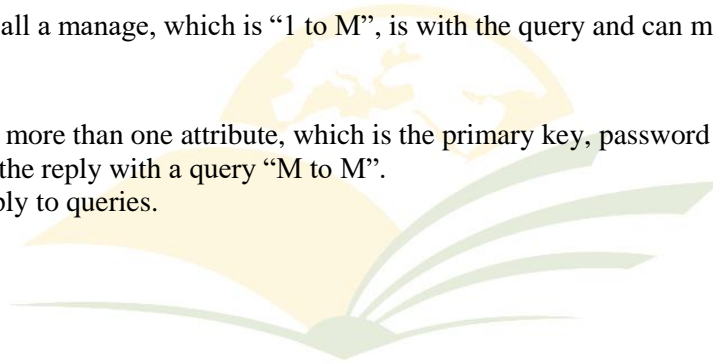 all a manage, which is “1 to M”, is with the query and can m
more than one attribute, which is the primary key, password
the reply with a query “M to M”.
ly to queries.